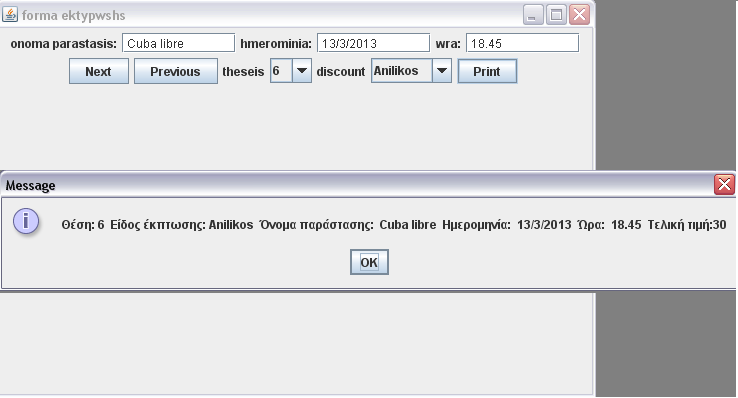 forma ektypwshs
onoma parastasis: Cuba libre hmerominia: 13/3/2013 wra: 18.45
Next Previous theseis 6 discount Anilikos Print
Message
Θέση: 6 Είδος έκπτωσης: Anilikos Όνομα παράστασης: Cuba libre Ημερομηνία: 13/3/2013 Ώρα: 18.45 Τελική τιμή:30
OK